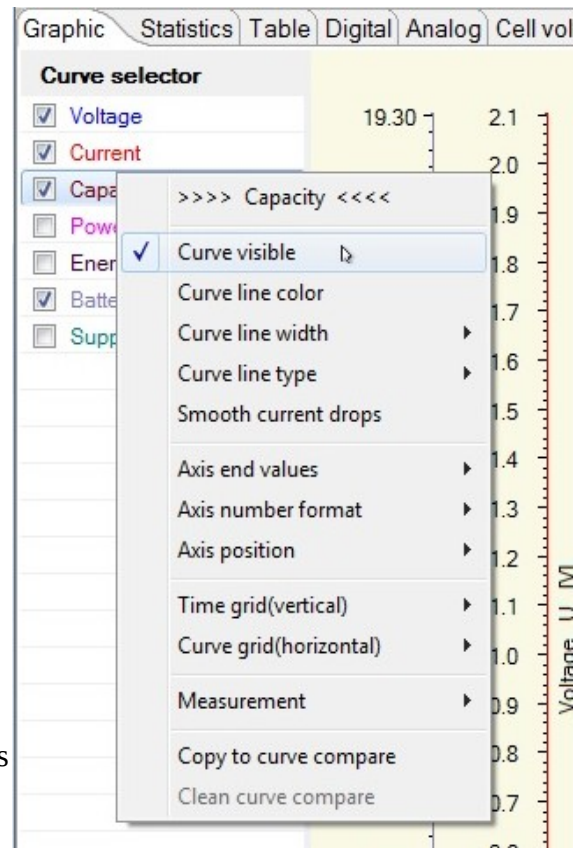 Graphic Statistics Table Digital Analog Cell vol
Curve selector
Voltage
Current
Capa
Pow
Ener
Batte
Supp
>>>> Capacity <<<<
Curve visible
Curve line color
Curve line width
Curve line type
Smooth current drops
Axis end values
Axis number format
Axis position
Time grid(vertical)
Curve grid(horizontal)
Measurement
Copy to curve compare
Clean curve compare
19.30
2.1
2.0
1.9
1.8
1.7
1.6
1.5
1.4
1.3
1.2
1.1
1.0
0.9
0.8
0.7
Voltage U [V]
s